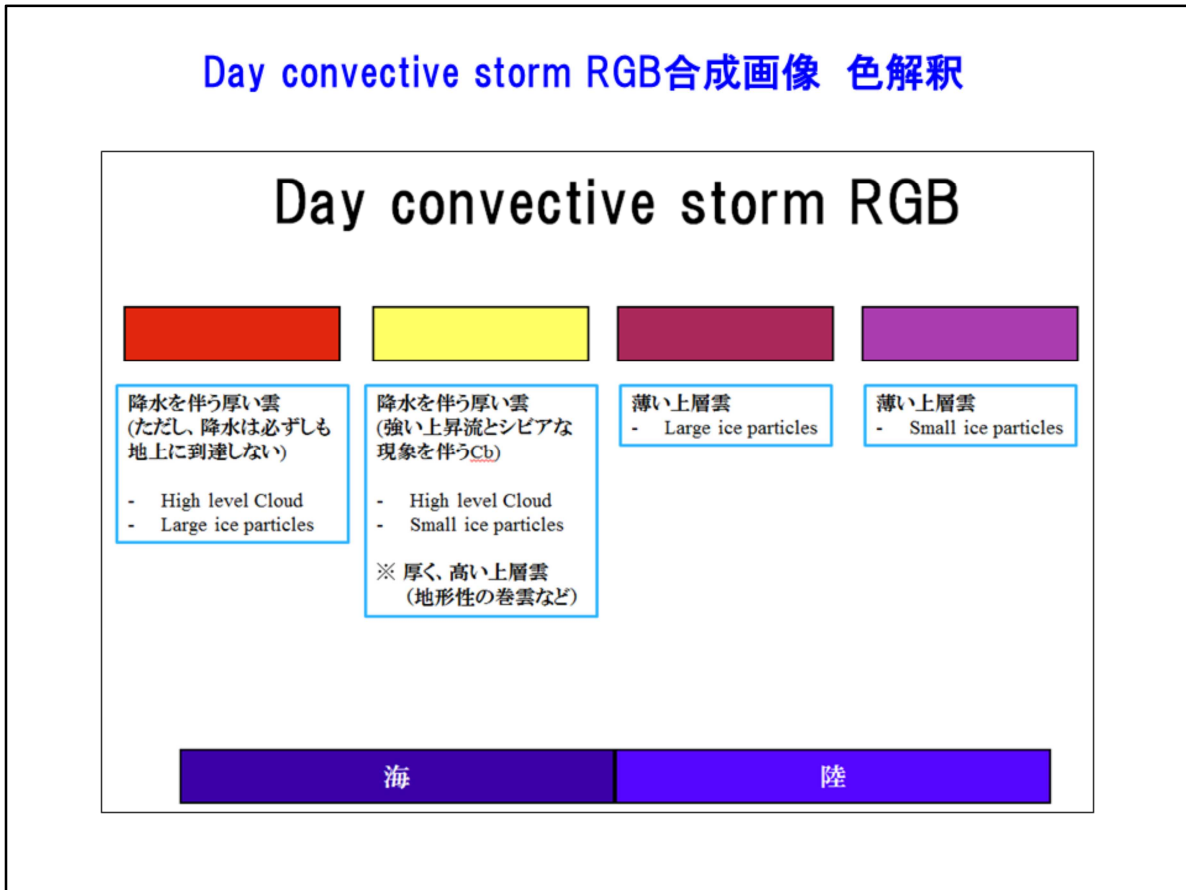 Day convective storm RGB合成画像 色解釈
Day convective storm RGB
降水を伴う厚い雲
(ただし、降水は必ずしも
地上に到達しない)
- High level Cloud
- Large ice particles
降水を伴う厚い雲
(強い上昇流とシビアな
現象を伴うCb)
- High level Cloud
- Small ice particles
※ 厚く、高い上層雲
(地形性の巻雲など)
薄い上層雲
- Large ice particles
薄い上層雲
- Small ice particles
海
陸